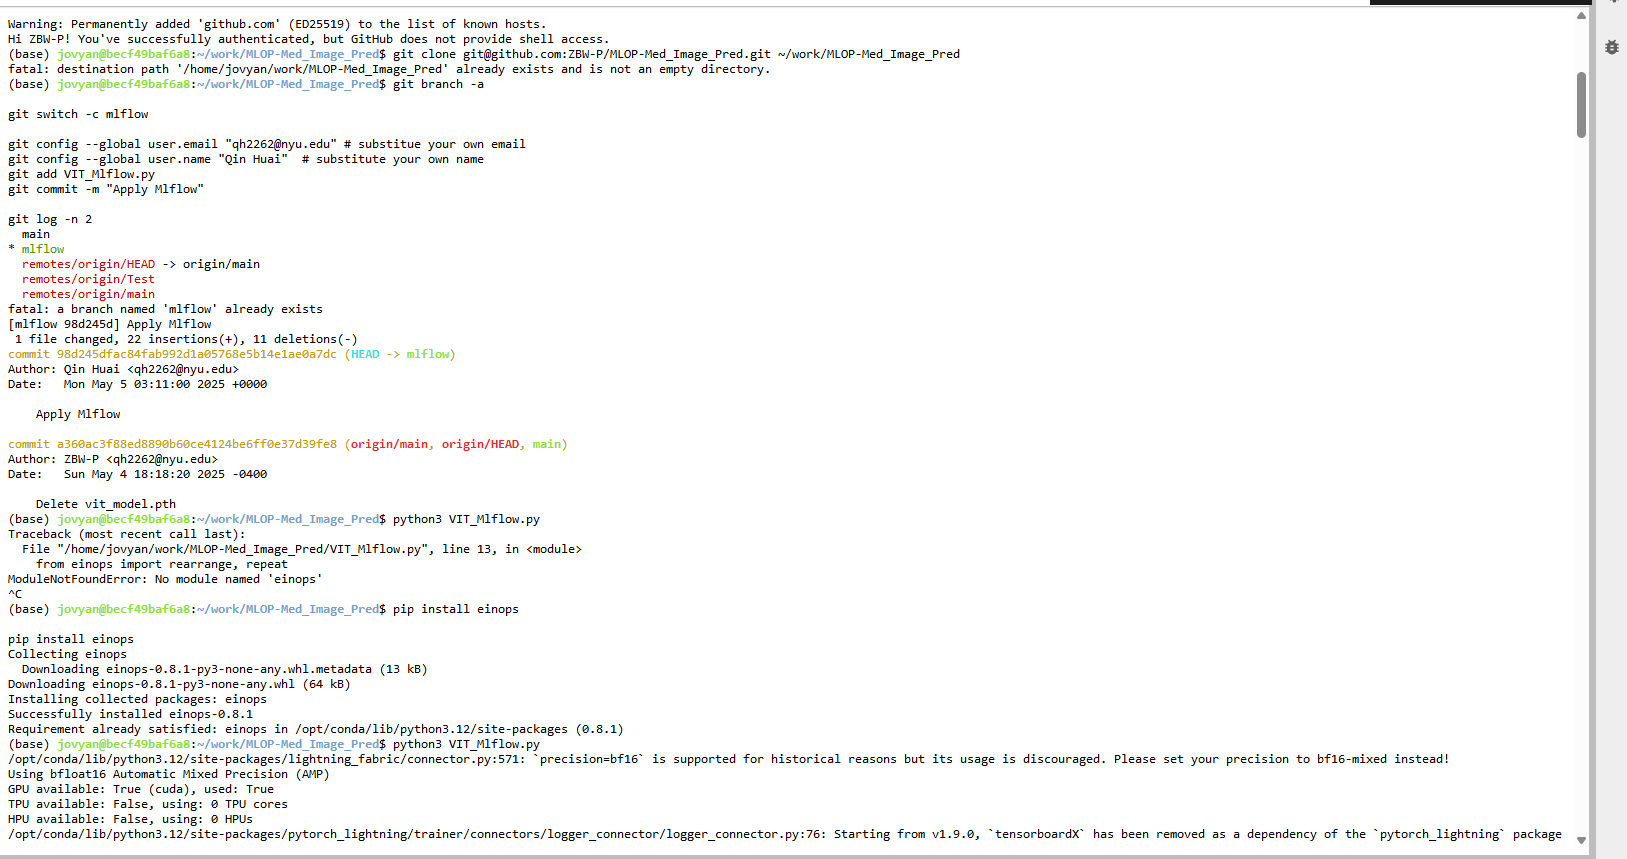 Warning: Permanently added 'github.com' (ED25519) to the list of known hosts.
Hi ZBW-P! You've successfully authenticated, but GitHub does not provide shell access.
(base) jovyan@becf49baf6a8:~/work/MLOP-Med_Image_Pred$ git clone git@github.com:ZBW-P/MLOP-Med_Image_Pred.git ~/work/MLOP-Med_Image_Pred
fatal: destination path '/home/jovyan/work/MLOP-Med_Image_Pred' already exists and is not an empty directory.
(base) jovyan@becf49baf6a8:~/work/MLOP-Med_Image_Pred$ git branch -a
git switch -c mlflow
git config --global user.email "qh2262@nyu.edu" # substitue your own email
git config --global user.name "Qin Huai"  # substitute your own name
git add VIT_Mlflow.py
git commit -m "Apply Mlflow"
git log -n 2
  main
* mlflow
  remotes/origin/HEAD -> origin/main
  remotes/origin/Test
  remotes/origin/main
fatal: a branch named 'mlflow' already exists
[mlflow 98d245d] Apply Mlflow
 1 file changed, 22 insertions(+), 11 deletions(-)
commit 98d245dfac84fab992d1a05768e5b14e1ae0a7dc (HEAD -> mlflow)
Author: Qin Huai <qh2262@nyu.edu>
Date:   Mon May 5 03:11:00 2025 +0000
    Apply Mlflow
commit a360ac3f88ed8890b60ce4124be6ff0e37d39fe8 (origin/main, origin/HEAD, main)
Author: ZBW-P <qh2262@nyu.edu>
Date:   Sun May 4 18:18:20 2025 -0400
    Delete vit_model.pth
(base) jovyan@becf49baf6a8:~/work/MLOP-Med_Image_Pred$ python3 VIT_Mlflow.py
Traceback (most recent call last):
  File "/home/jovyan/work/MLOP-Med_Image_Pred/VIT_Mlflow.py", line 13, in <module>
    from einops import rearrange, repeat
ModuleNotFoundError: No module named 'einops'
^C
(base) jovyan@becf49baf6a8:~/work/MLOP-Med_Image_Pred$ pip install einops
pip install einops
Collecting einops
  Downloading einops-0.8.1-py3-none-any.whl.metadata (13 kB)
Downloading einops-0.8.1-py3-none-any.whl (64 kB)
Installing collected packages: einops
Successfully installed einops-0.8.1
Requirement already satisfied: einops in /opt/conda/lib/python3.12/site-packages (0.8.1)
(base) jovyan@becf49baf6a8:~/work/MLOP-Med_Image_Pred$ python3 VIT_Mlflow.py
/opt/conda/lib/python3.12/site-packages/lightning_fabric/connector.py:571: `precision=bf16` is supported for historical reasons but its usage is discouraged. Please set your precision to bf16-mixed instead!
Using bfloat16 Automatic Mixed Precision (AMP)
GPU available: True (cuda), used: True
TPU available: False, using: 0 TPU cores
HPU available: False, using: 0 HPUs
/opt/conda/lib/python3.12/site-packages/pytorch_lightning/trainer/connectors/logger_connector/logger_connector.py:76: Starting from v1.9.0, `tensorboardX` has been removed as a dependency of the `pytorch_lightning` package